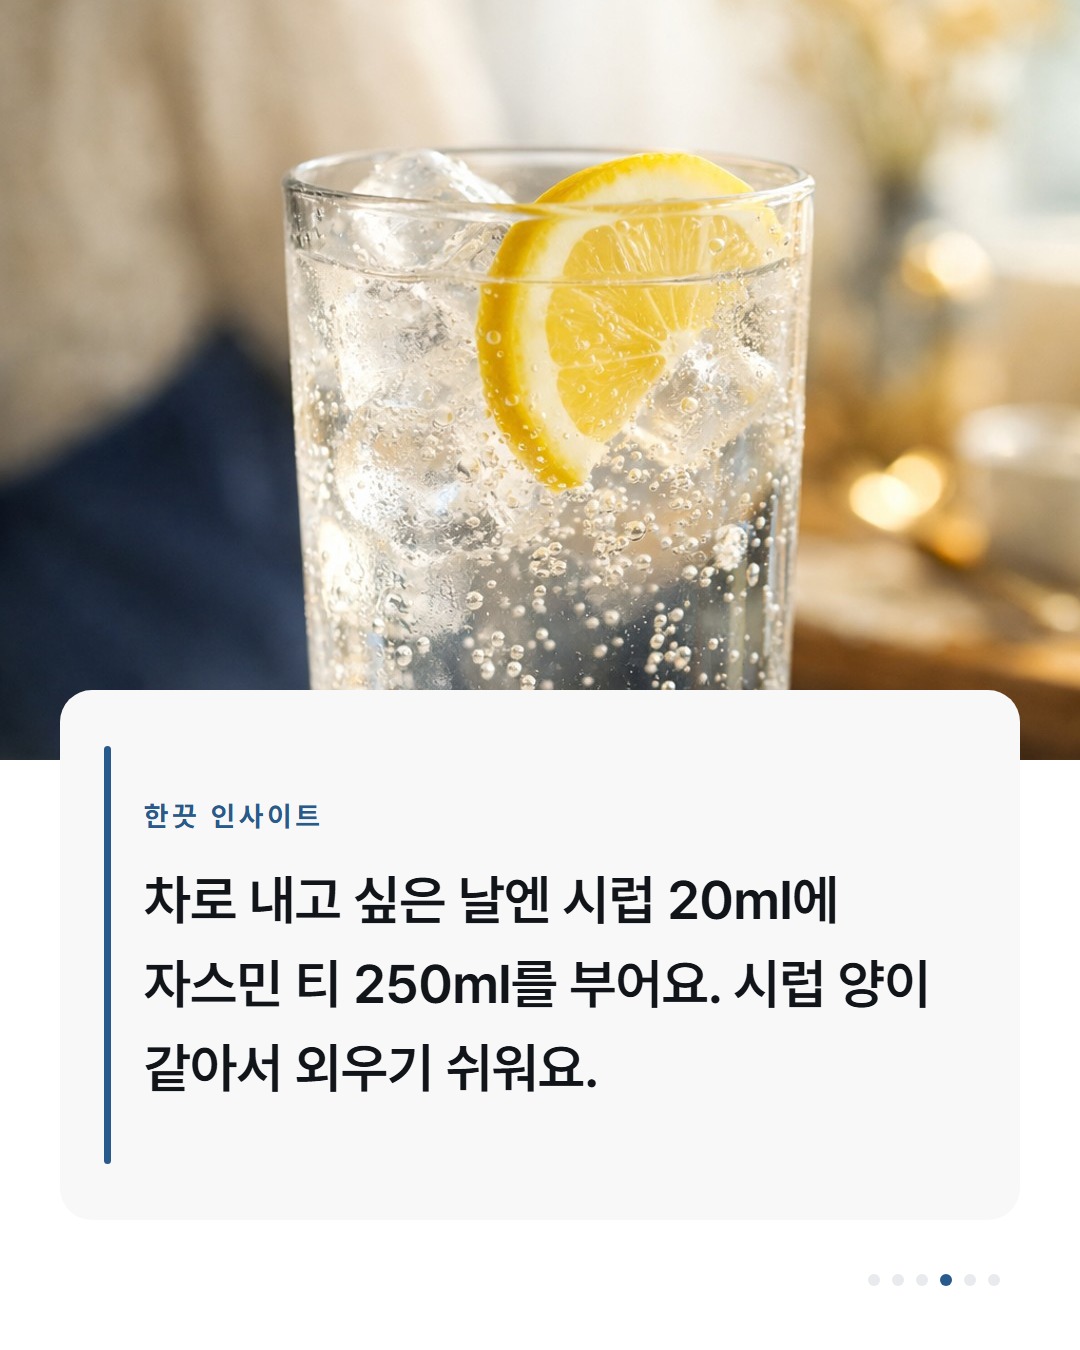 한끗 인사이트
차로 내고 싶은 날엔 시럽 20ml에
자스민 티 250ml를 부어요. 시럽 양이
같아서 외우기 쉬워요.